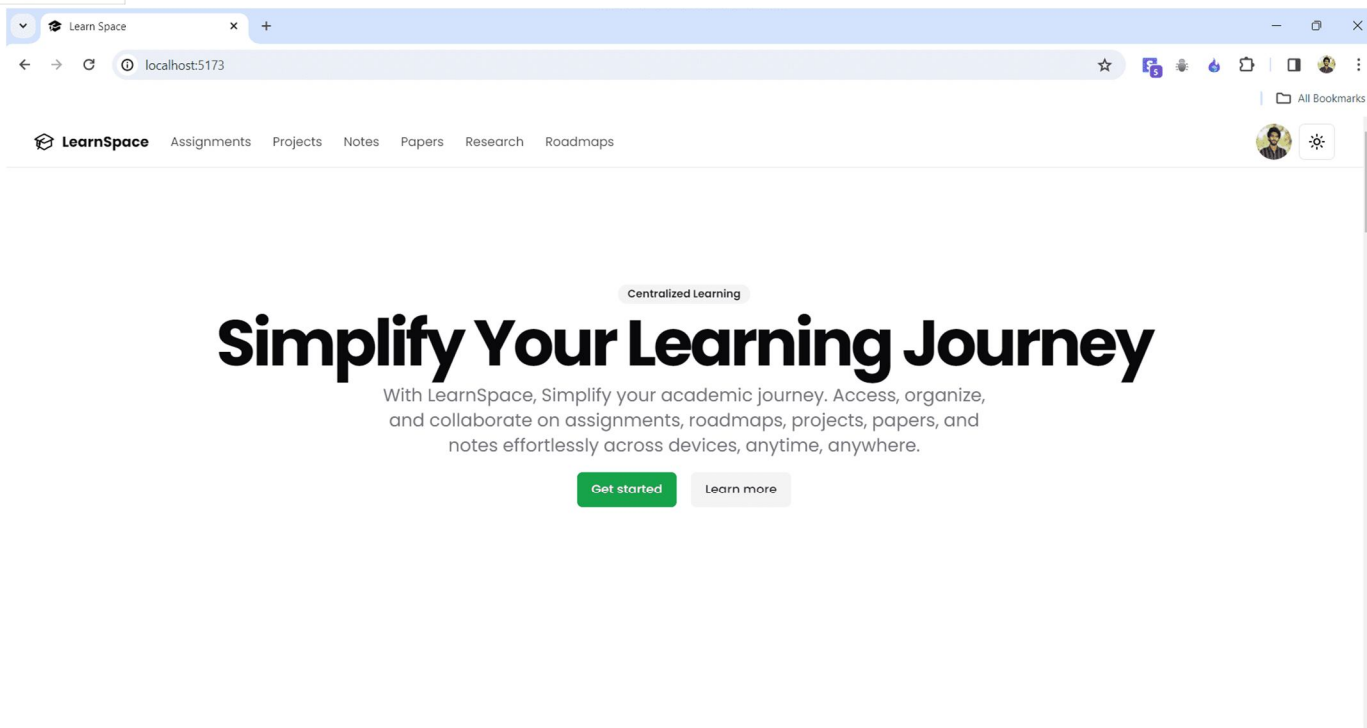 Learn Space
localhost:5173
5
All Bookmarks
LearnSpace Assignments Projects Notes Papers Research Roadmaps
Centralized Learning
Simplify Your Learning Journey
With LearnSpace, Simplify your academic journey. Access, organize,
and collaborate on assignments, roadmaps, projects, papers, and
notes effortlessly across devices, anytime, anywhere.
Get started Learn more